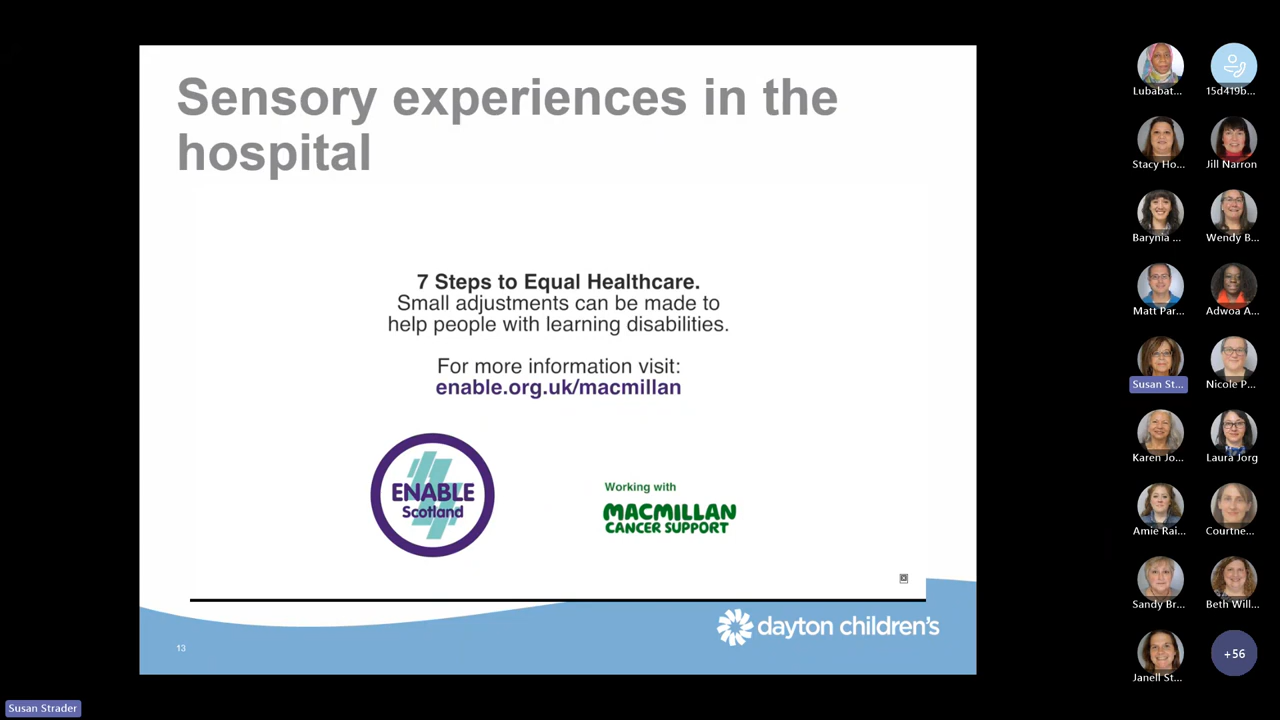 Sensory experiences in the
hospital
7 Steps to Equal Healthcare.
Small adjustments can be made to
help people with learning disabilities.
For more information visit:
enable.org.uk/macmillan
ENABLE
Scotland
Working with
MACMILLAN
CANCER SUPPORT
13
dayton children's
Lubabat...
15d419b...
Stacy Ho...
Jill Narron
Barynia ...
Wendy B...
Matt Par...
Adwoa A...
Susan St...
Nicole P...
Karen Jo...
Laura Jorg
Amie Rai...
Courtne...
Sandy Br...
Beth Will...
Janell St...
+56
Susan Strader